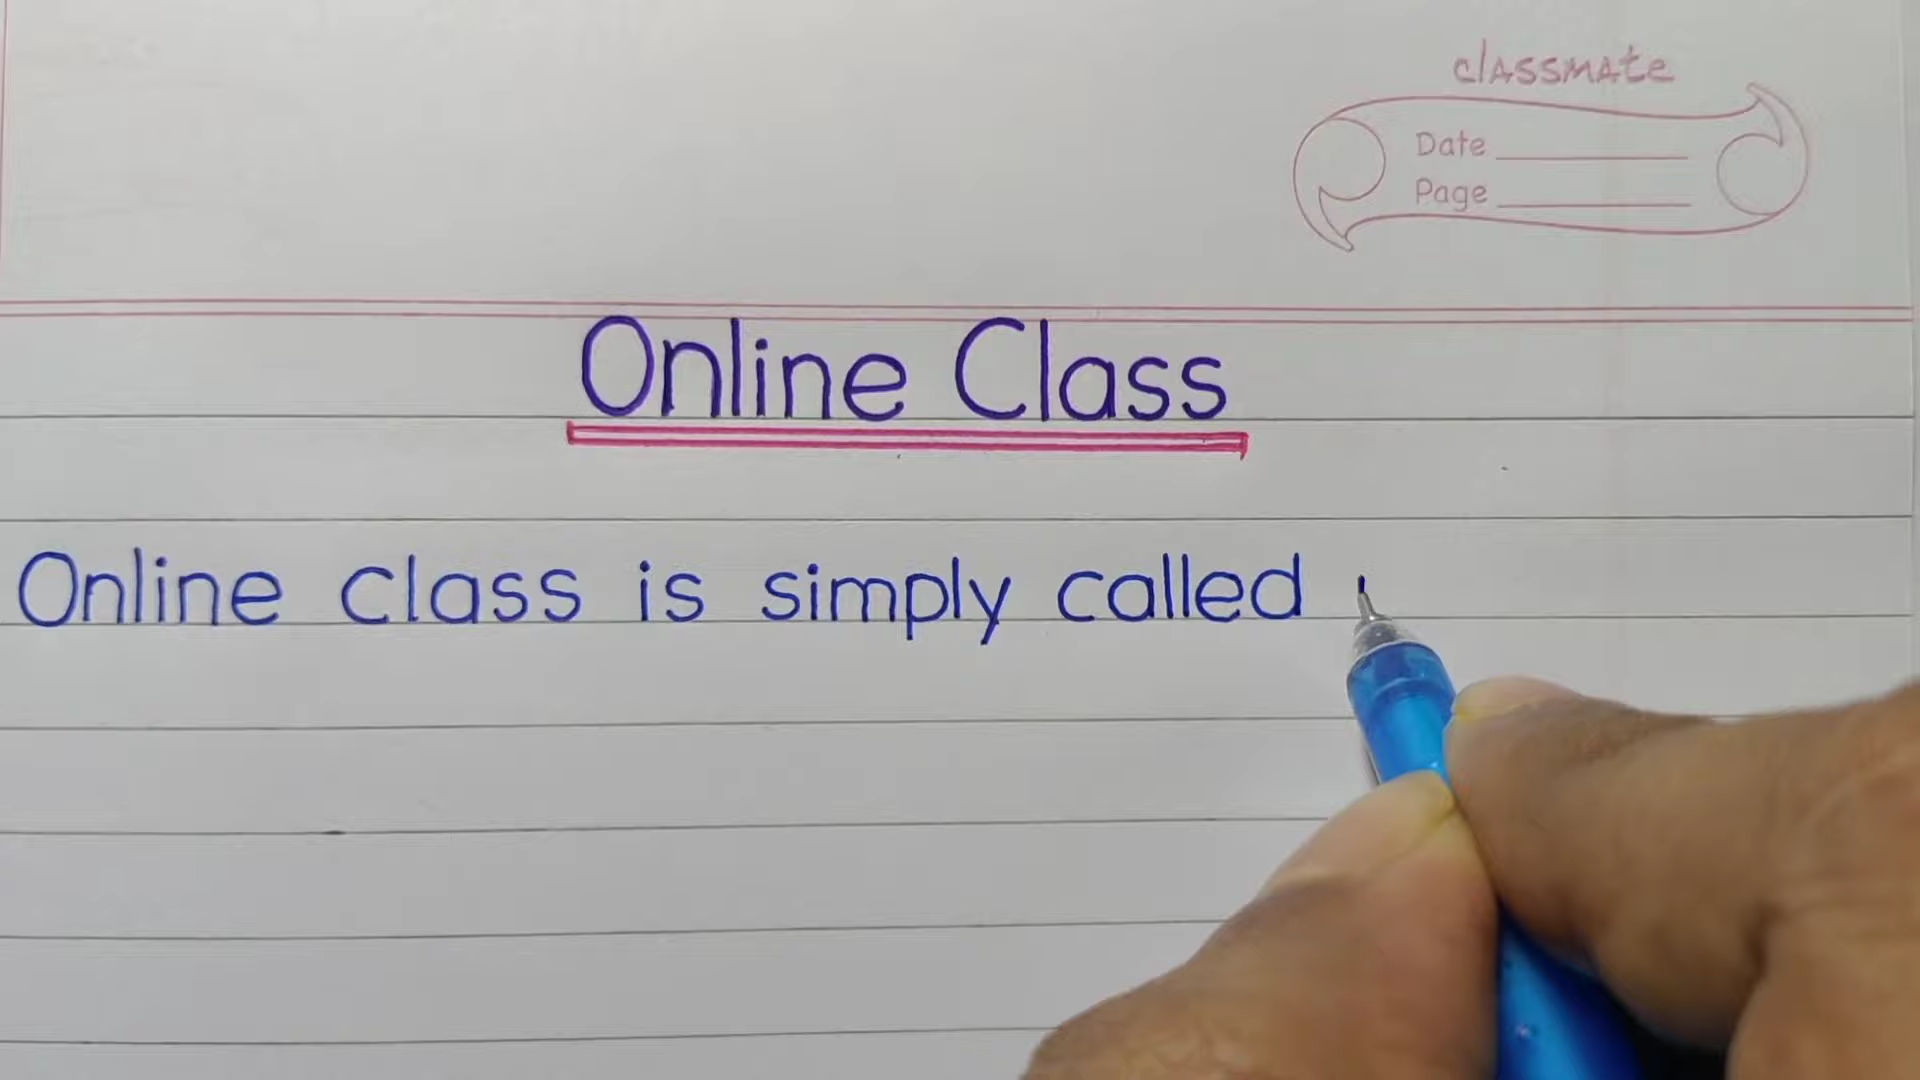 classmate
Date
Page
Online Class
Online class is simply called